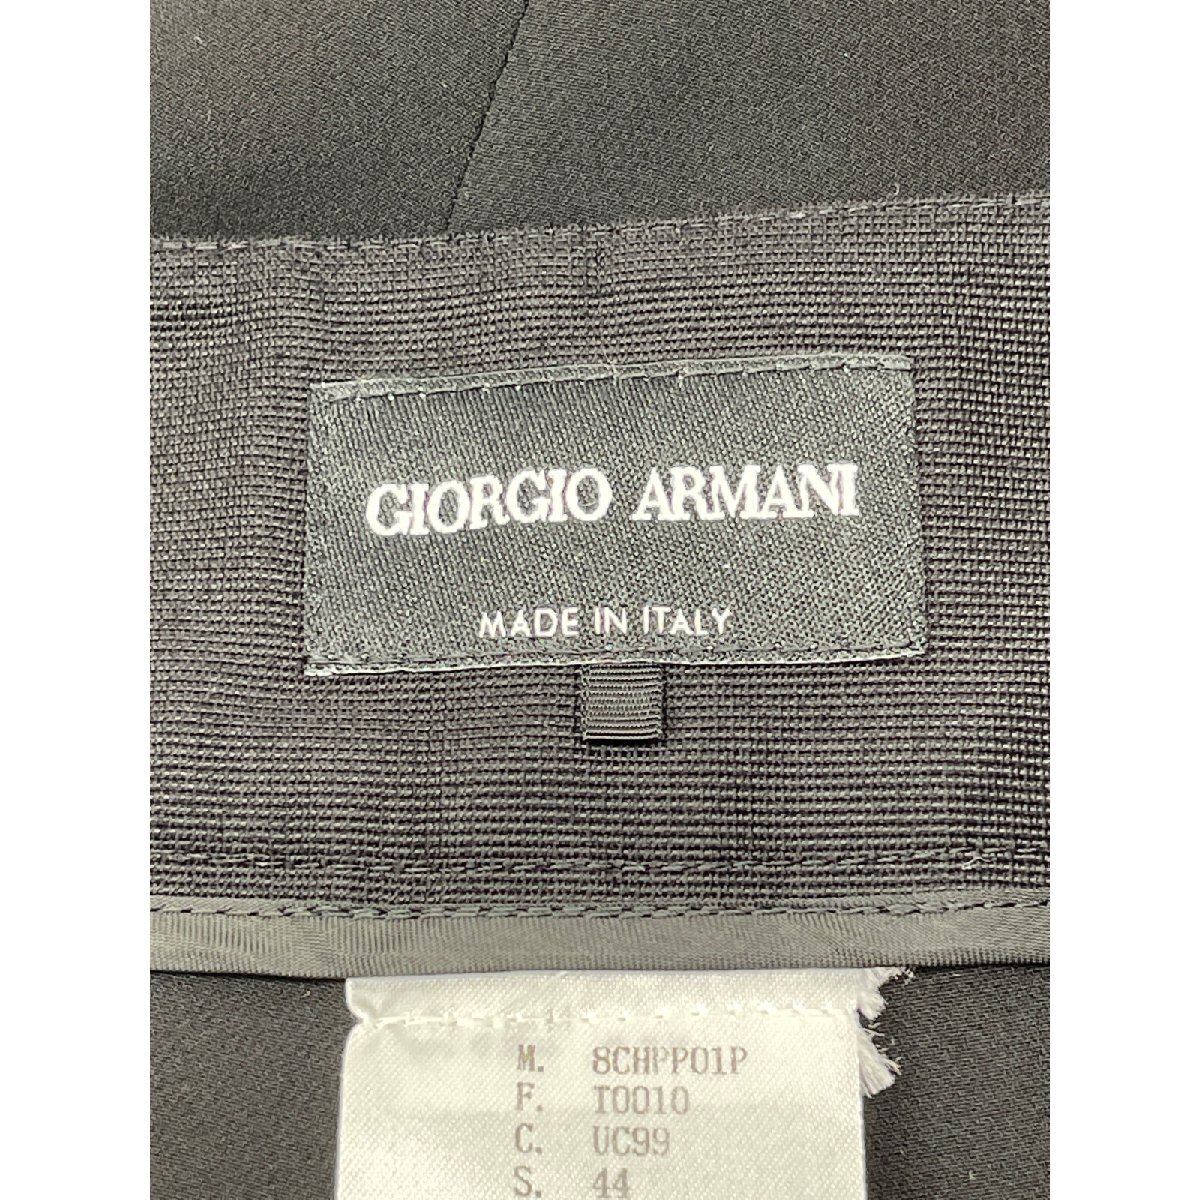 GIORGIO ARMANI
MADE IN ITALY
M. 8CHPP01P
F. T0010
C. UC99
S. 44